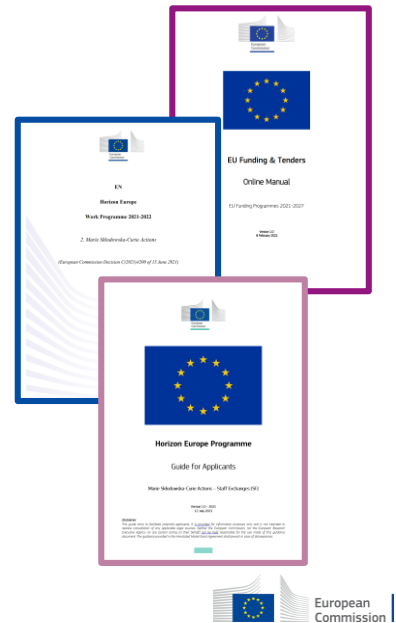 European
Commission
EU Funding & Tenders
Online Manual
EU Funding Programmes 2021-2027
European
Commission
EN
Horizon Europe
Work Programme 2021-2022
2. Marie Skłodowska-Curie Actions
(European Commission Decision C(2021)4200 of 15 June 2021)
European
Commission
Horizon Europe Programme
Guide for Applicants
Marie Skłodowska-Curie Actions – Staff Exchanges (SE)
European
Commission